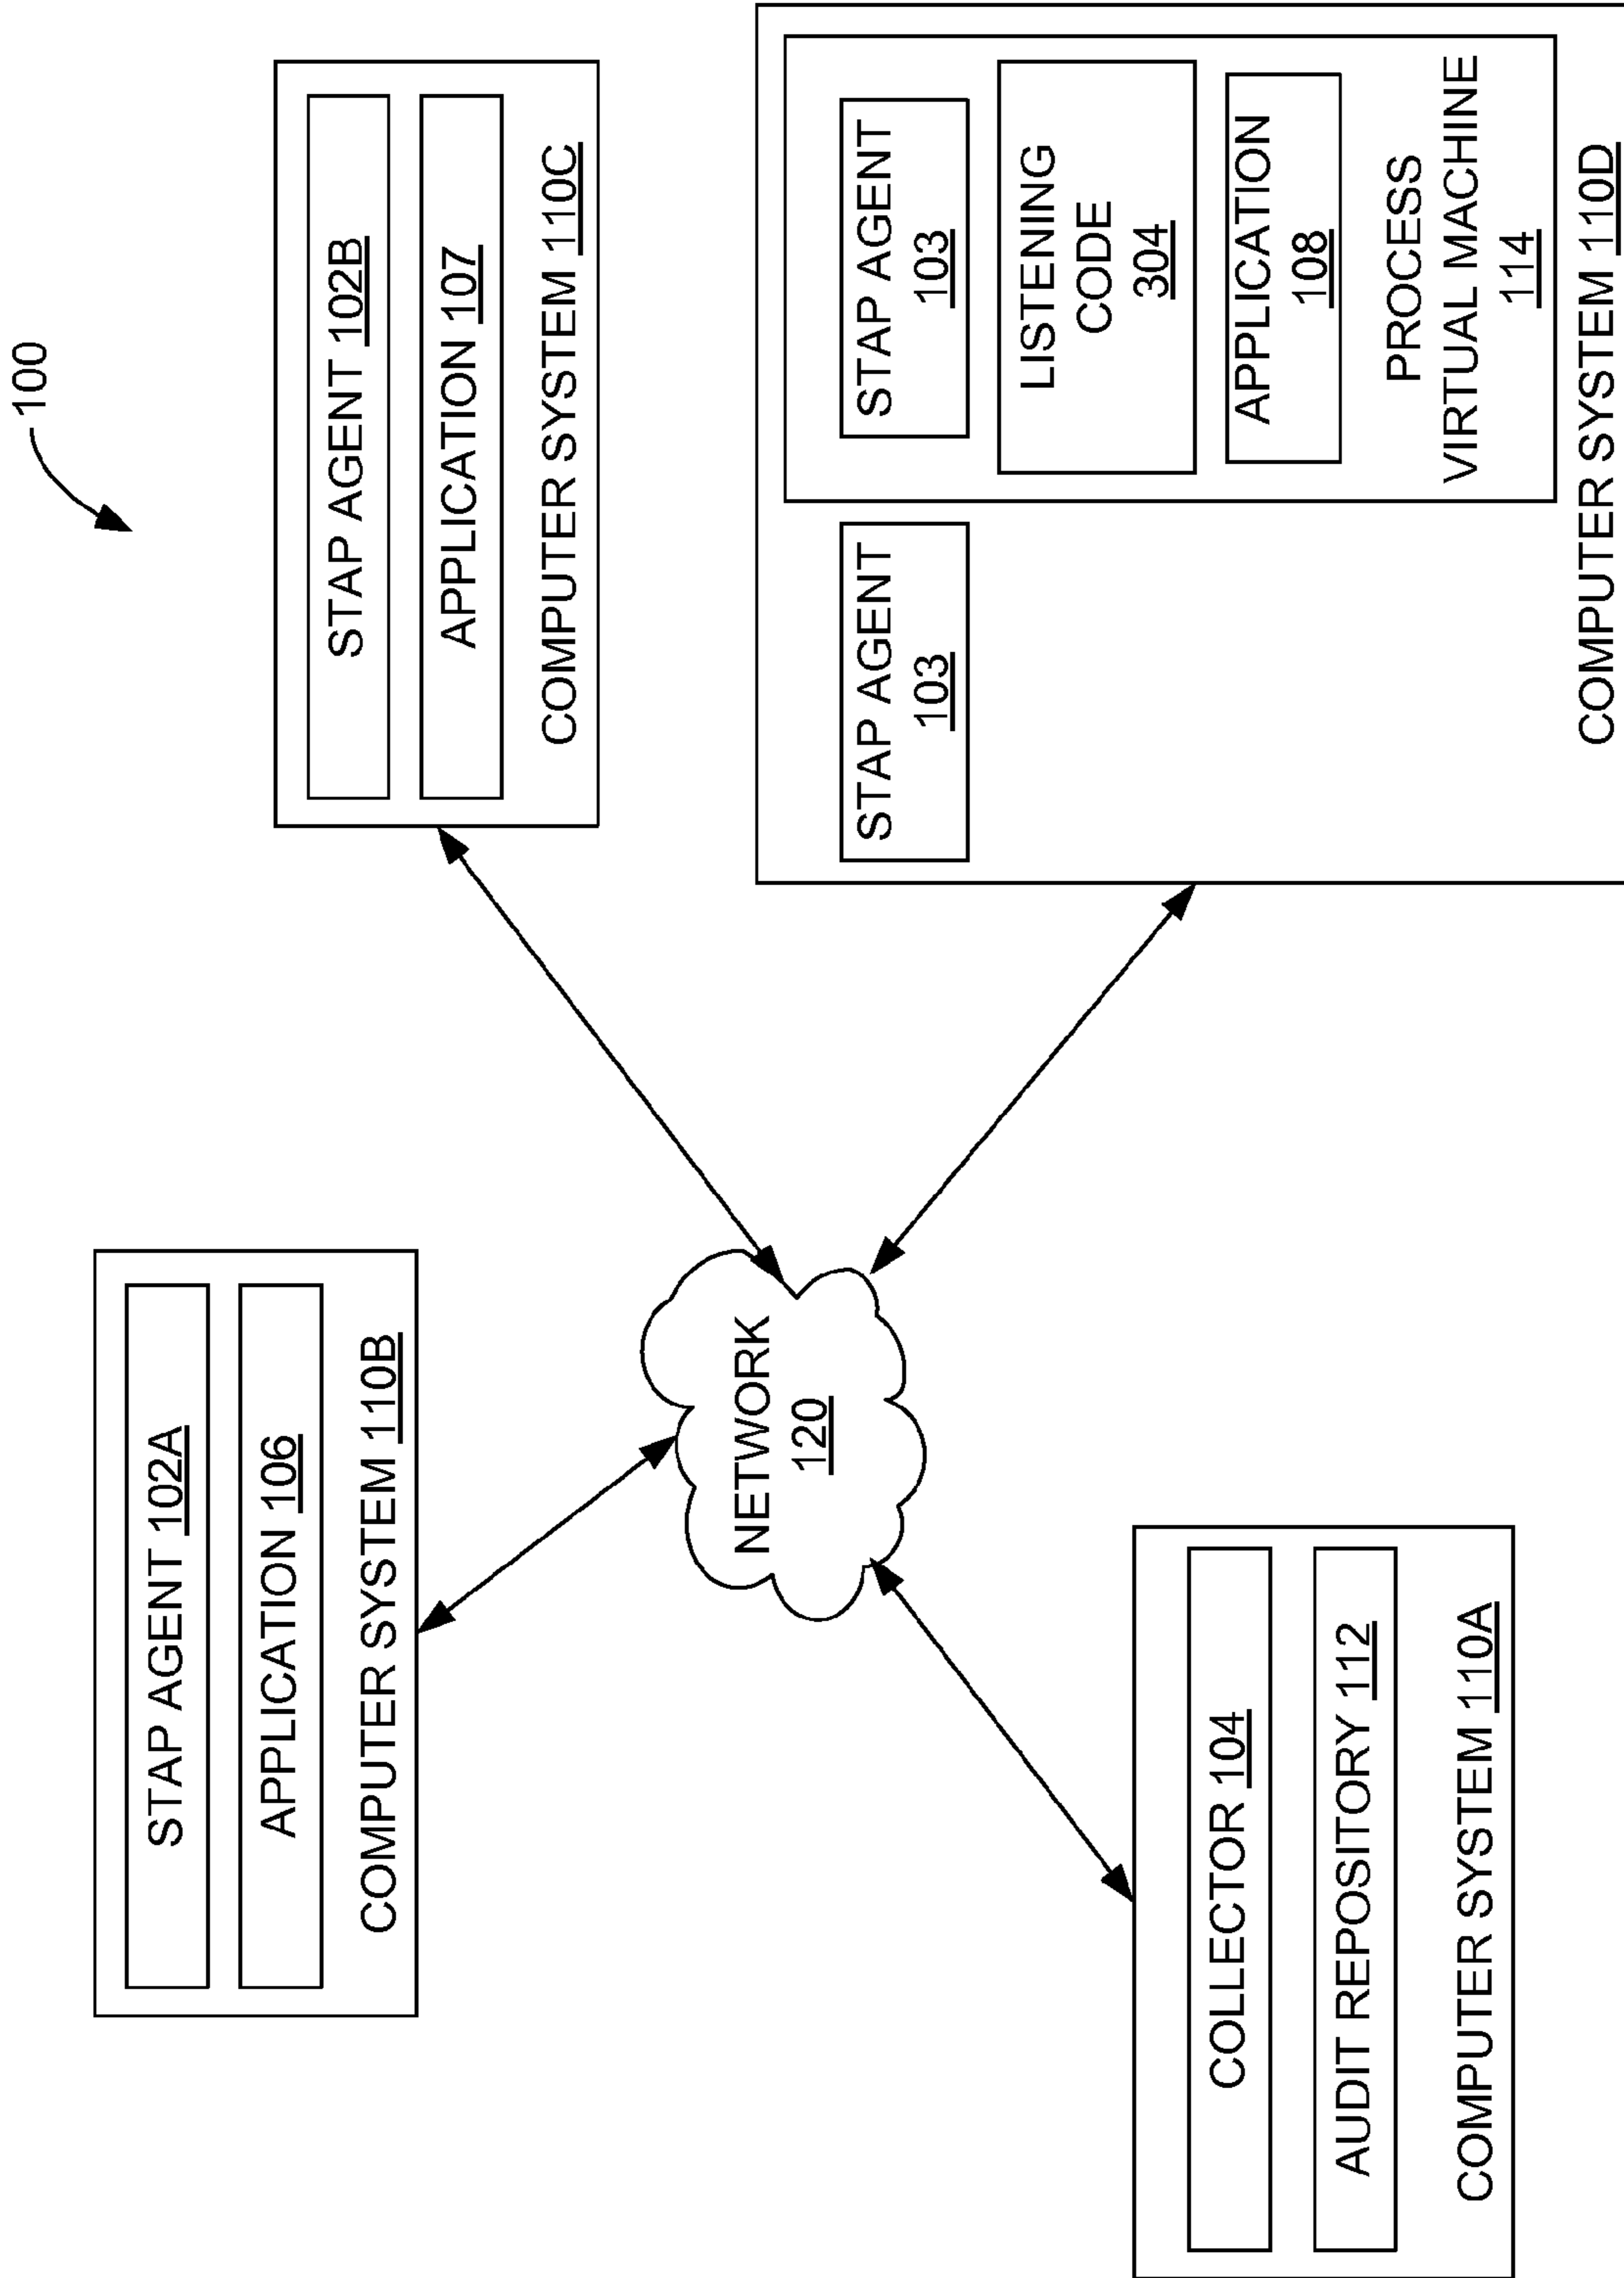 100
STAP AGENT 102A
APPLICATION 106
COMPUTER SYSTEM 110B
STAP AGENT 102B
APPLICATION 107
COMPUTER SYSTEM 110C
NETWORK
120
COLLECTOR 104
AUDIT REPOSITORY 112
COMPUTER SYSTEM 110A
STAP AGENT
103
STAP AGENT
103
LISTENING
CODE
304
APPLICATION
108
PROCESS
VIRTUAL MACHINE
114
COMPUTER SYSTEM 110D